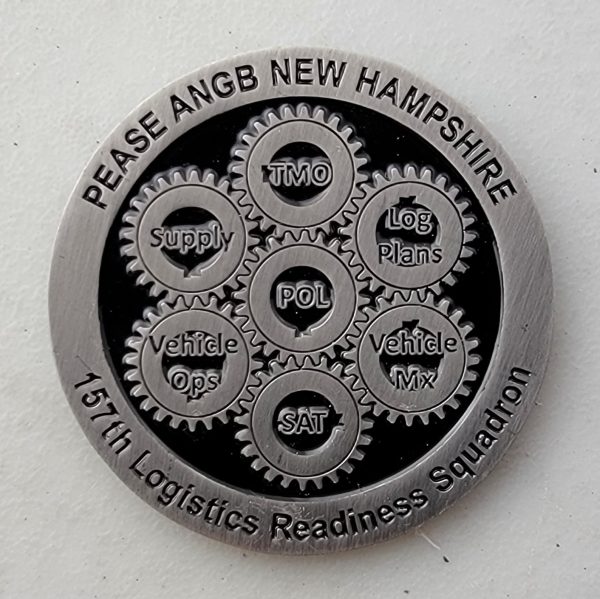 PEASE ANGB NEW HAMPSHIRE
TMO
Supply
Log
Plans
POL
Vehicle
Ops
Vehicle
Mx
SAT
157th Logistics Readiness Squadron